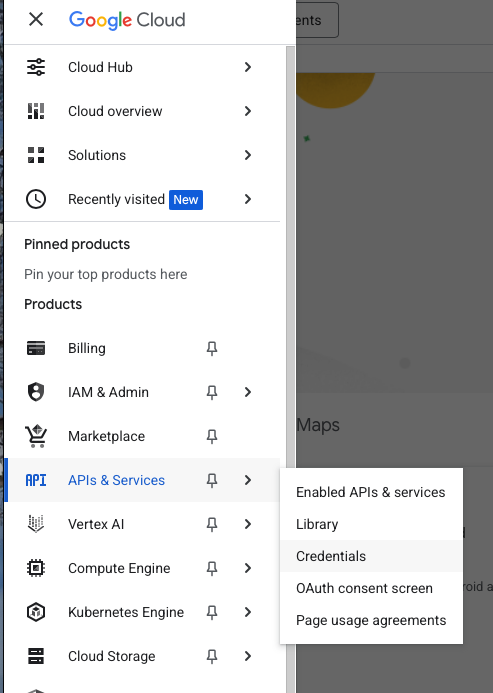 Google Cloud
ents
Cloud Hub
Cloud overview
Solutions
Recently visited New
Pinned products
Pin your top products here
Products
Billing
IAM & Admin
Marketplace
Maps
API APIs & Services
Enabled APIs & services
Vertex AI
Library
Compute Engine
Credentials
Kubernetes Engine
OAuth consent screen
Cloud Storage
Page usage agreements